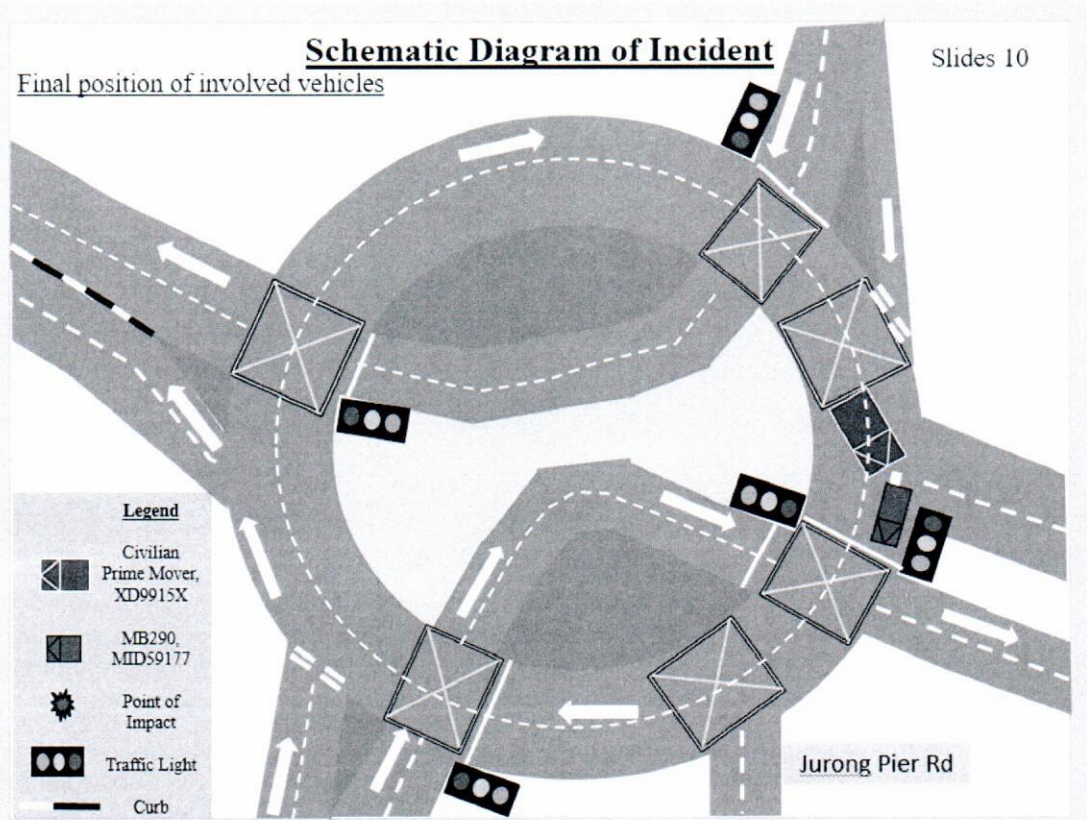 Schematic Diagram of Incident
Slides 10
Final position of involved vehicles
Legend
Civilian
Prime Mover,
XD9915X
MB290,
MID59177
Point of
Impact
Traffic Light
Curb
Jurong Pier Rd